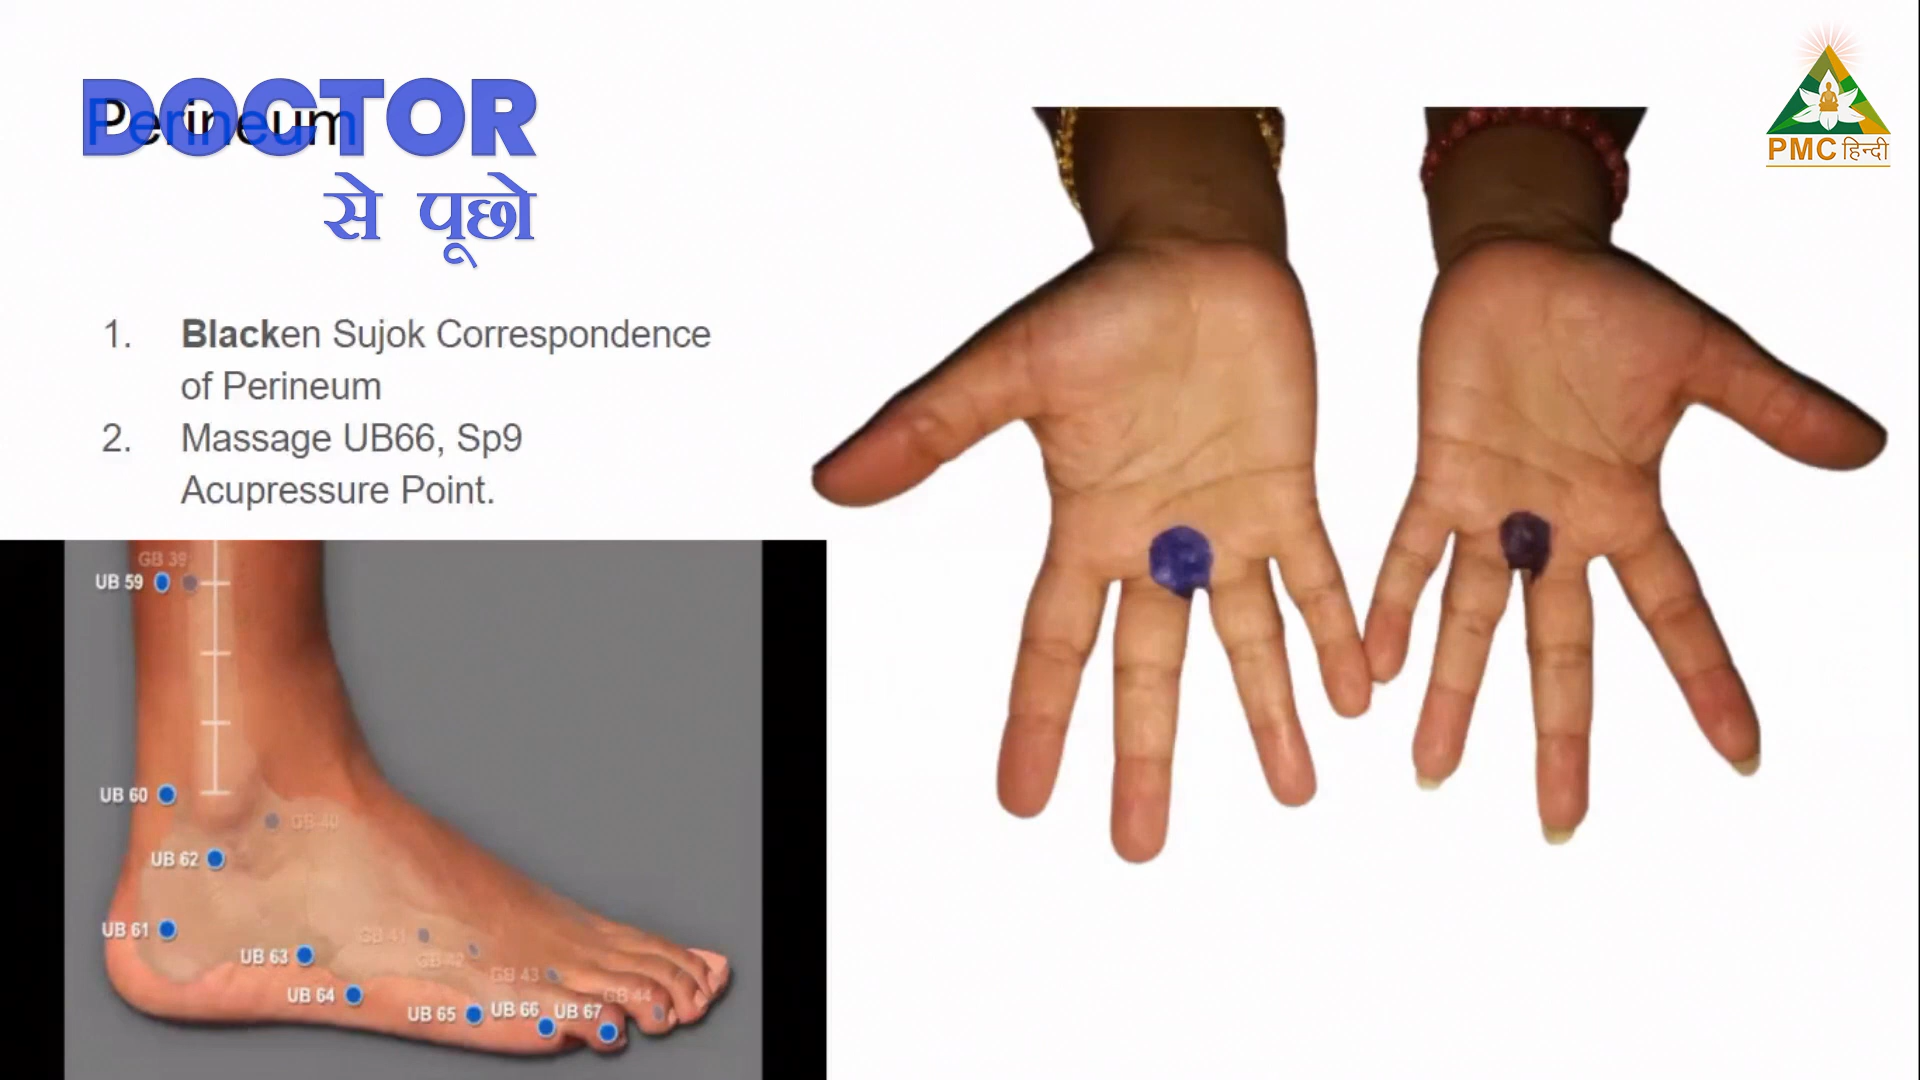 Perineum
DOCTOR
से पूछो
PMC हिन्दी
1. Blacken Sujok Correspondence
of Perineum
2. Massage UB66, Sp9
Acupressure Point.
GB 39
UB 59
UB 60
GB 40
UB 62
UB 61
GB 41
UB 63
GB 42
GB 43
UB 64
GB 44
UB 65
UB 66
UB 67